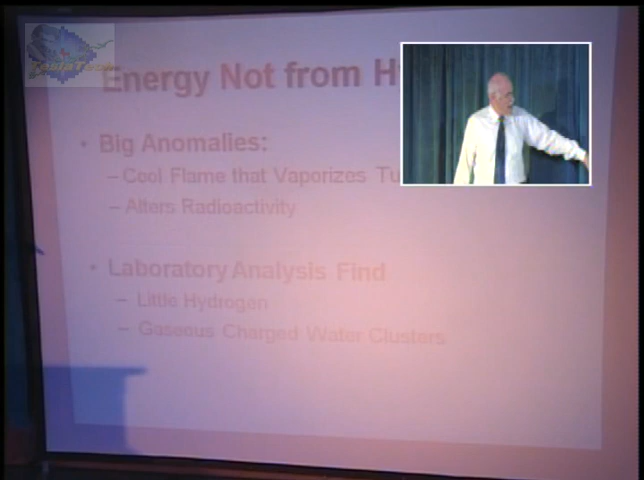 TeslaTech
Energy Not from H
• Big Anomalies:
– Cool Flame that Vaporizes Tu
– Alters Radioactivity
• Laboratory Analysis Find
– Little Hydrogen
– Gaseous Charged Water Clusters